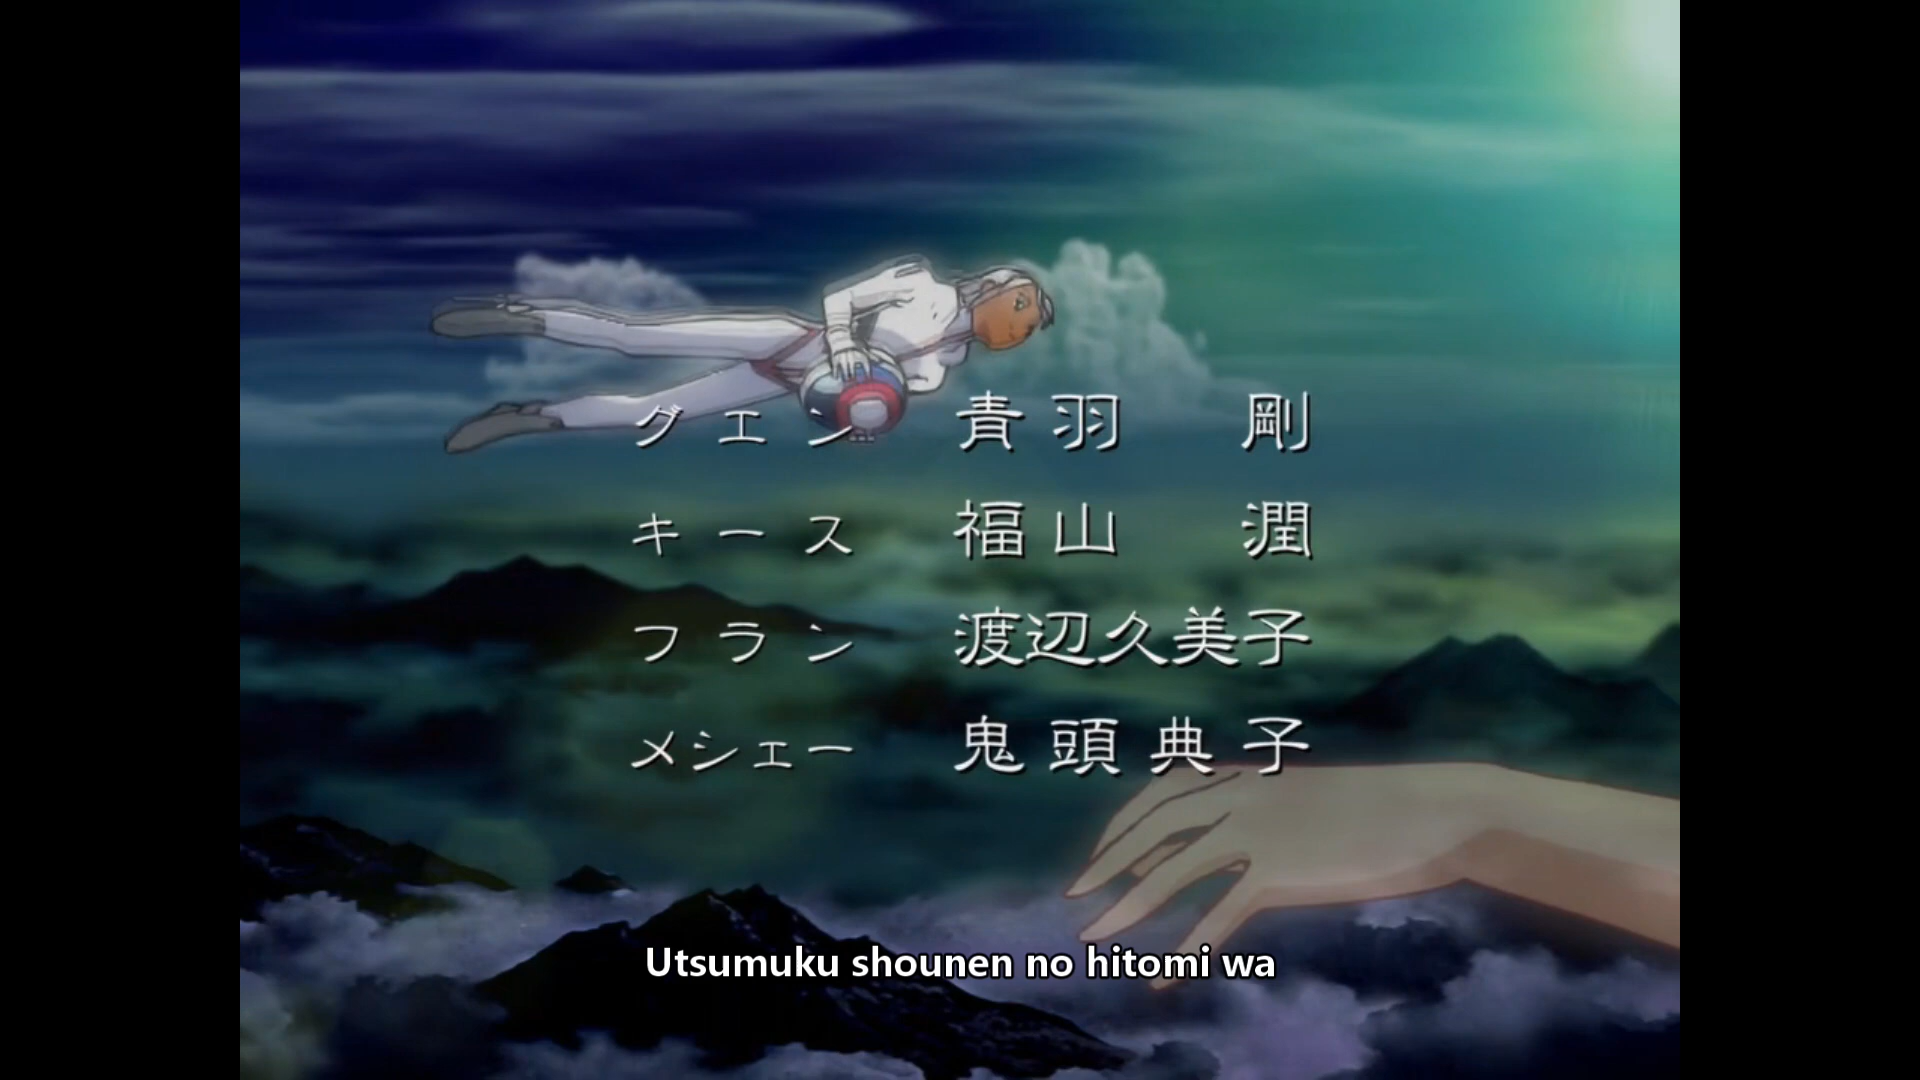 グエン 青羽 剛
キース 福山 潤
フラン 渡辺久美子
メシェー 鬼頭典子
Utsumuku shounen no hitomi wa